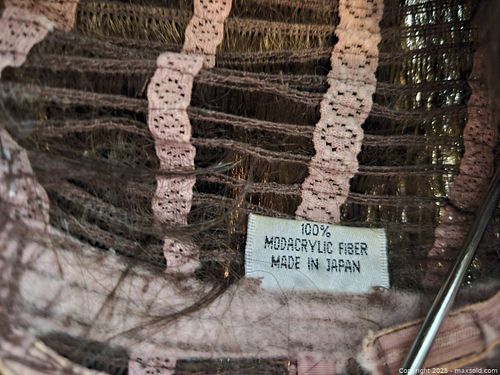 100%
MODACRYLIC FIBER
MADE IN JAPAN
Copyright 2025 - maxsold.com